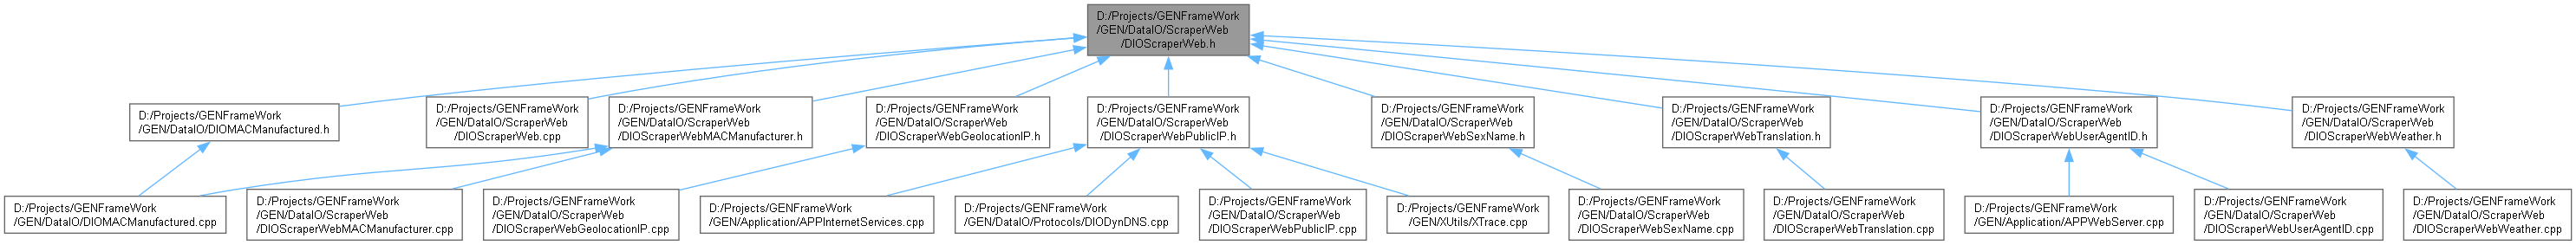 D:/Projects/GENFrameWork
/GEN/DataIO/ScraperWeb
/DIOScraperWeb.h
D:/Projects/GENFrameWork
/GEN/DataIO/DIOMACManufactured.h
D:/Projects/GENFrameWork
/GEN/DataIO/ScraperWeb
/DIOScraperWeb.cpp
D:/Projects/GENFrameWork
/GEN/DataIO/ScraperWeb
/DIOScraperWebMACManufacturer.h
D:/Projects/GENFrameWork
/GEN/DataIO/ScraperWeb
/DIOScraperWebGeolocationIP.h
D:/Projects/GENFrameWork
/GEN/DataIO/ScraperWeb
/DIOScraperWebPublicIP.h
D:/Projects/GENFrameWork
/GEN/DataIO/ScraperWeb
/DIOScraperWebSexName.h
D:/Projects/GENFrameWork
/GEN/DataIO/ScraperWeb
/DIOScraperWebTranslation.h
D:/Projects/GENFrameWork
/GEN/DataIO/ScraperWeb
/DIOScraperWebUserAgentID.h
D:/Projects/GENFrameWork
/GEN/DataIO/ScraperWeb
/DIOScraperWebWeather.h
D:/Projects/GENFrameWork
/GEN/DataIO/DIOMACManufactured.cpp
D:/Projects/GENFrameWork
/GEN/DataIO/ScraperWeb
/DIOScraperWebMACManufacturer.cpp
D:/Projects/GENFrameWork
/GEN/DataIO/ScraperWeb
/DIOScraperWebGeolocationIP.cpp
D:/Projects/GENFrameWork
/GEN/Application/APPInternetServices.cpp
D:/Projects/GENFrameWork
/GEN/DataIO/Protocols/DIODynDNS.cpp
D:/Projects/GENFrameWork
/GEN/DataIO/ScraperWeb
/DIOScraperWebPublicIP.cpp
D:/Projects/GENFrameWork
/GEN/XUtils/XTrace.cpp
D:/Projects/GENFrameWork
/GEN/DataIO/ScraperWeb
/DIOScraperWebSexName.cpp
D:/Projects/GENFrameWork
/GEN/DataIO/ScraperWeb
/DIOScraperWebTranslation.cpp
D:/Projects/GENFrameWork
/GEN/Application/APPWebServer.cpp
D:/Projects/GENFrameWork
/GEN/DataIO/ScraperWeb
/DIOScraperWebUserAgentID.cpp
D:/Projects/GENFrameWork
/GEN/DataIO/ScraperWeb
/DIOScraperWebWeather.cpp